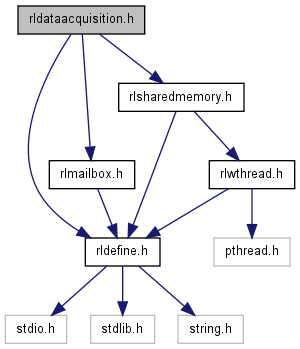 rldataacquisition.h
rlsharedmemory.h
rlmailbox.h
rlwthread.h
rldefine.h
pthread.h
stdio.h
stdlib.h
string.h